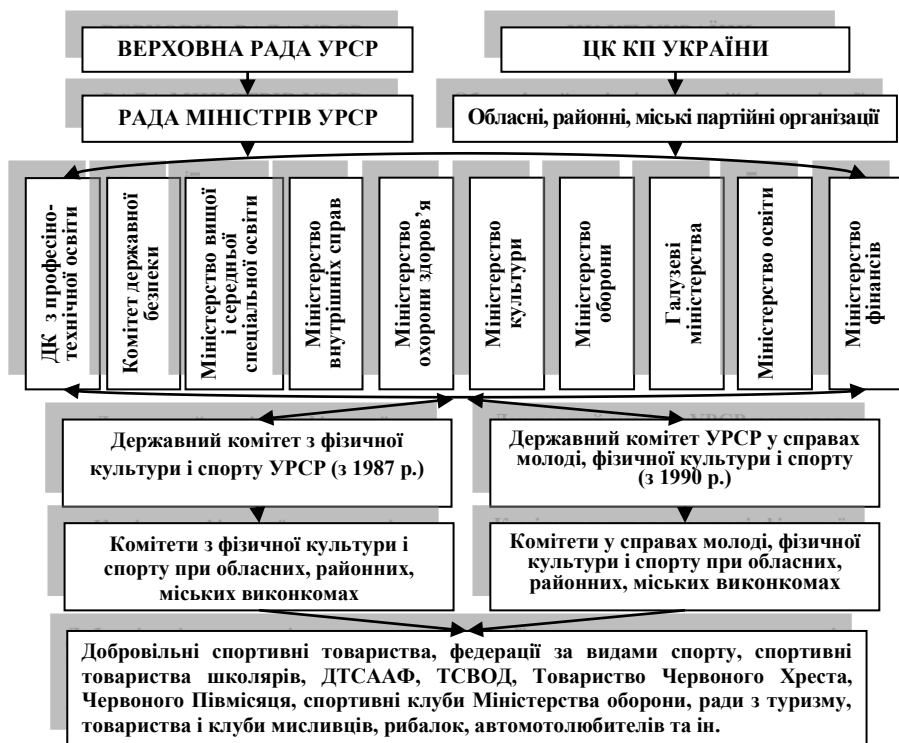 ВЕРХОВНА РАДА УРСР
ЦК КП УКРАЇНИ
РАДА МІНІСТРІВ УРСР
Обласні, районні, міські партійні організації
ДК з професіно-
технічної освіти
Комітет державної
безпеки
Міністерство вищої
і середньої
спеціальної освіти
Міністерство
внутрішніх справ
Міністерство
охорони здоров’я
Міністерство
культури
Міністерство
оборони
Галузеві
міністерства
Міністерство освіти
Міністерство
фінансів
Державний комітет з фізичної
культури і спорту УРСР (з 1987 р.)
Державний комітет УРСР у справах
молоді, фізичної культури і спорту
(з 1990 р.)
Комітети з фізичної культури і
спорту при обласних, районних,
міських виконкомах
Комітети у справах молоді, фізичної
культури і спорту при обласних,
районних, міських виконкомах
Добровільні спортивні товариства, федерації за видами спорту, спортивні
товариства школярів, ДТСААФ, ТСВОД, Товариство Червоного Хреста,
Червоного Півмісяця, спортивні клуби Міністерства оборони, ради з туризму,
товариства і клуби мисливців, рибалок, автомотолюбителів та ін.